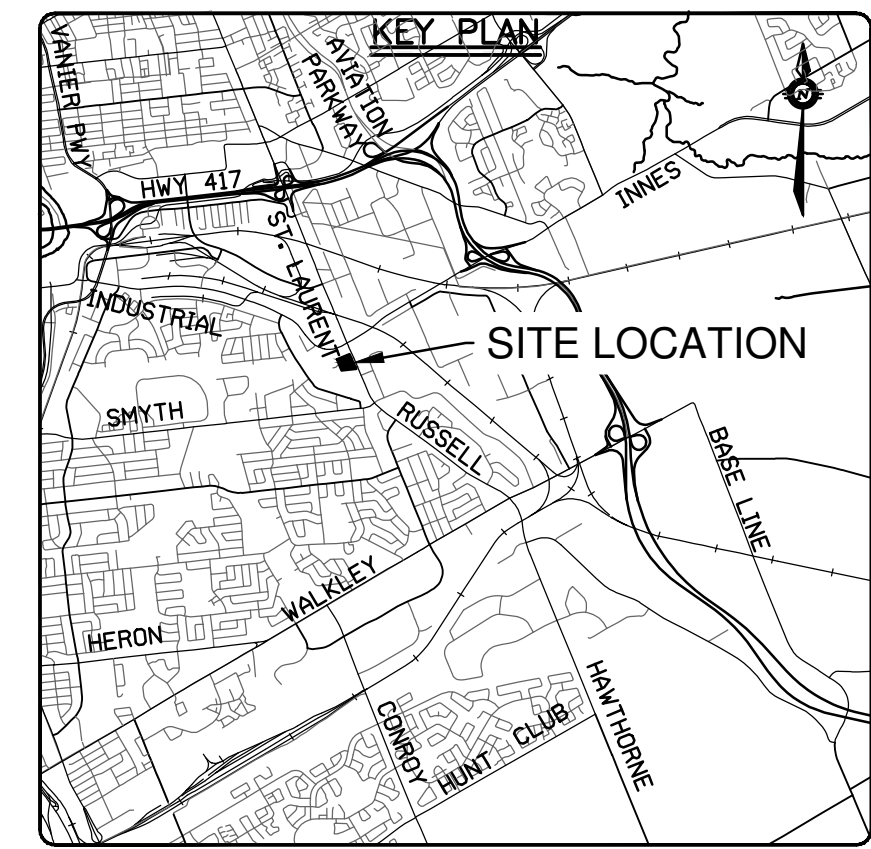 KEY PLAN
VANIER PWY
AVIATION
PARKWAY
N
HWY 417
INNES
ST. LAURENT
INDUSTRIAL
SITE LOCATION
SMYTH
RUSSELL
BASE LINE
WALKLEY
HERON
HAWTHORNE
CONROY
HUNT CLUB